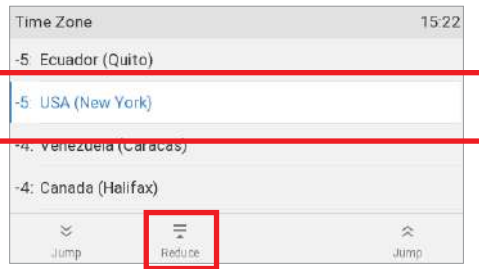 Time Zone 15:22
-5: Ecuador (Quito)
-5: USA (New York)
-4: Venezuela (Caracas)
-4: Canada (Halifax)
Jump Reduce Jump